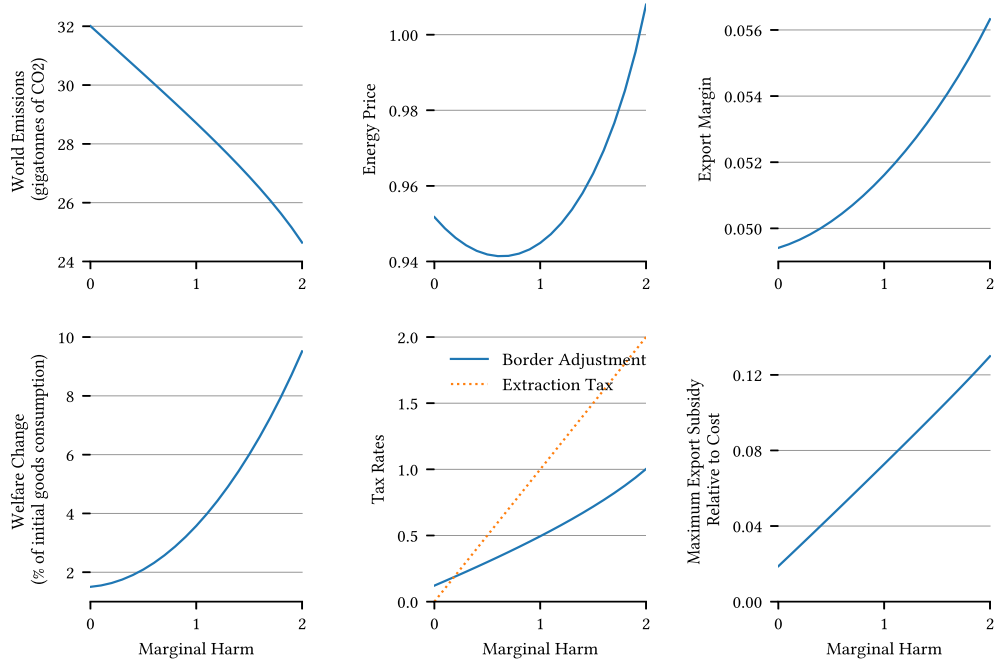 World Emissions
(gigatonnes of CO2)
32
30
28
26
24
0 1 2
Energy Price
1.00
0.98
0.96
0.94
0 1 2
Export Margin
0.056
0.054
0.052
0.050
0 1 2
Welfare Change
(% of initial goods consumption)
10
8
6
4
2
0 1 2
Marginal Harm
Tax Rates
2.0
1.5
1.0
0.5
0.0
Border Adjustment
Extraction Tax
0 1 2
Marginal Harm
Maximum Export Subsidy
Relative to Cost
0.12
0.08
0.04
0.00
0 1 2
Marginal Harm